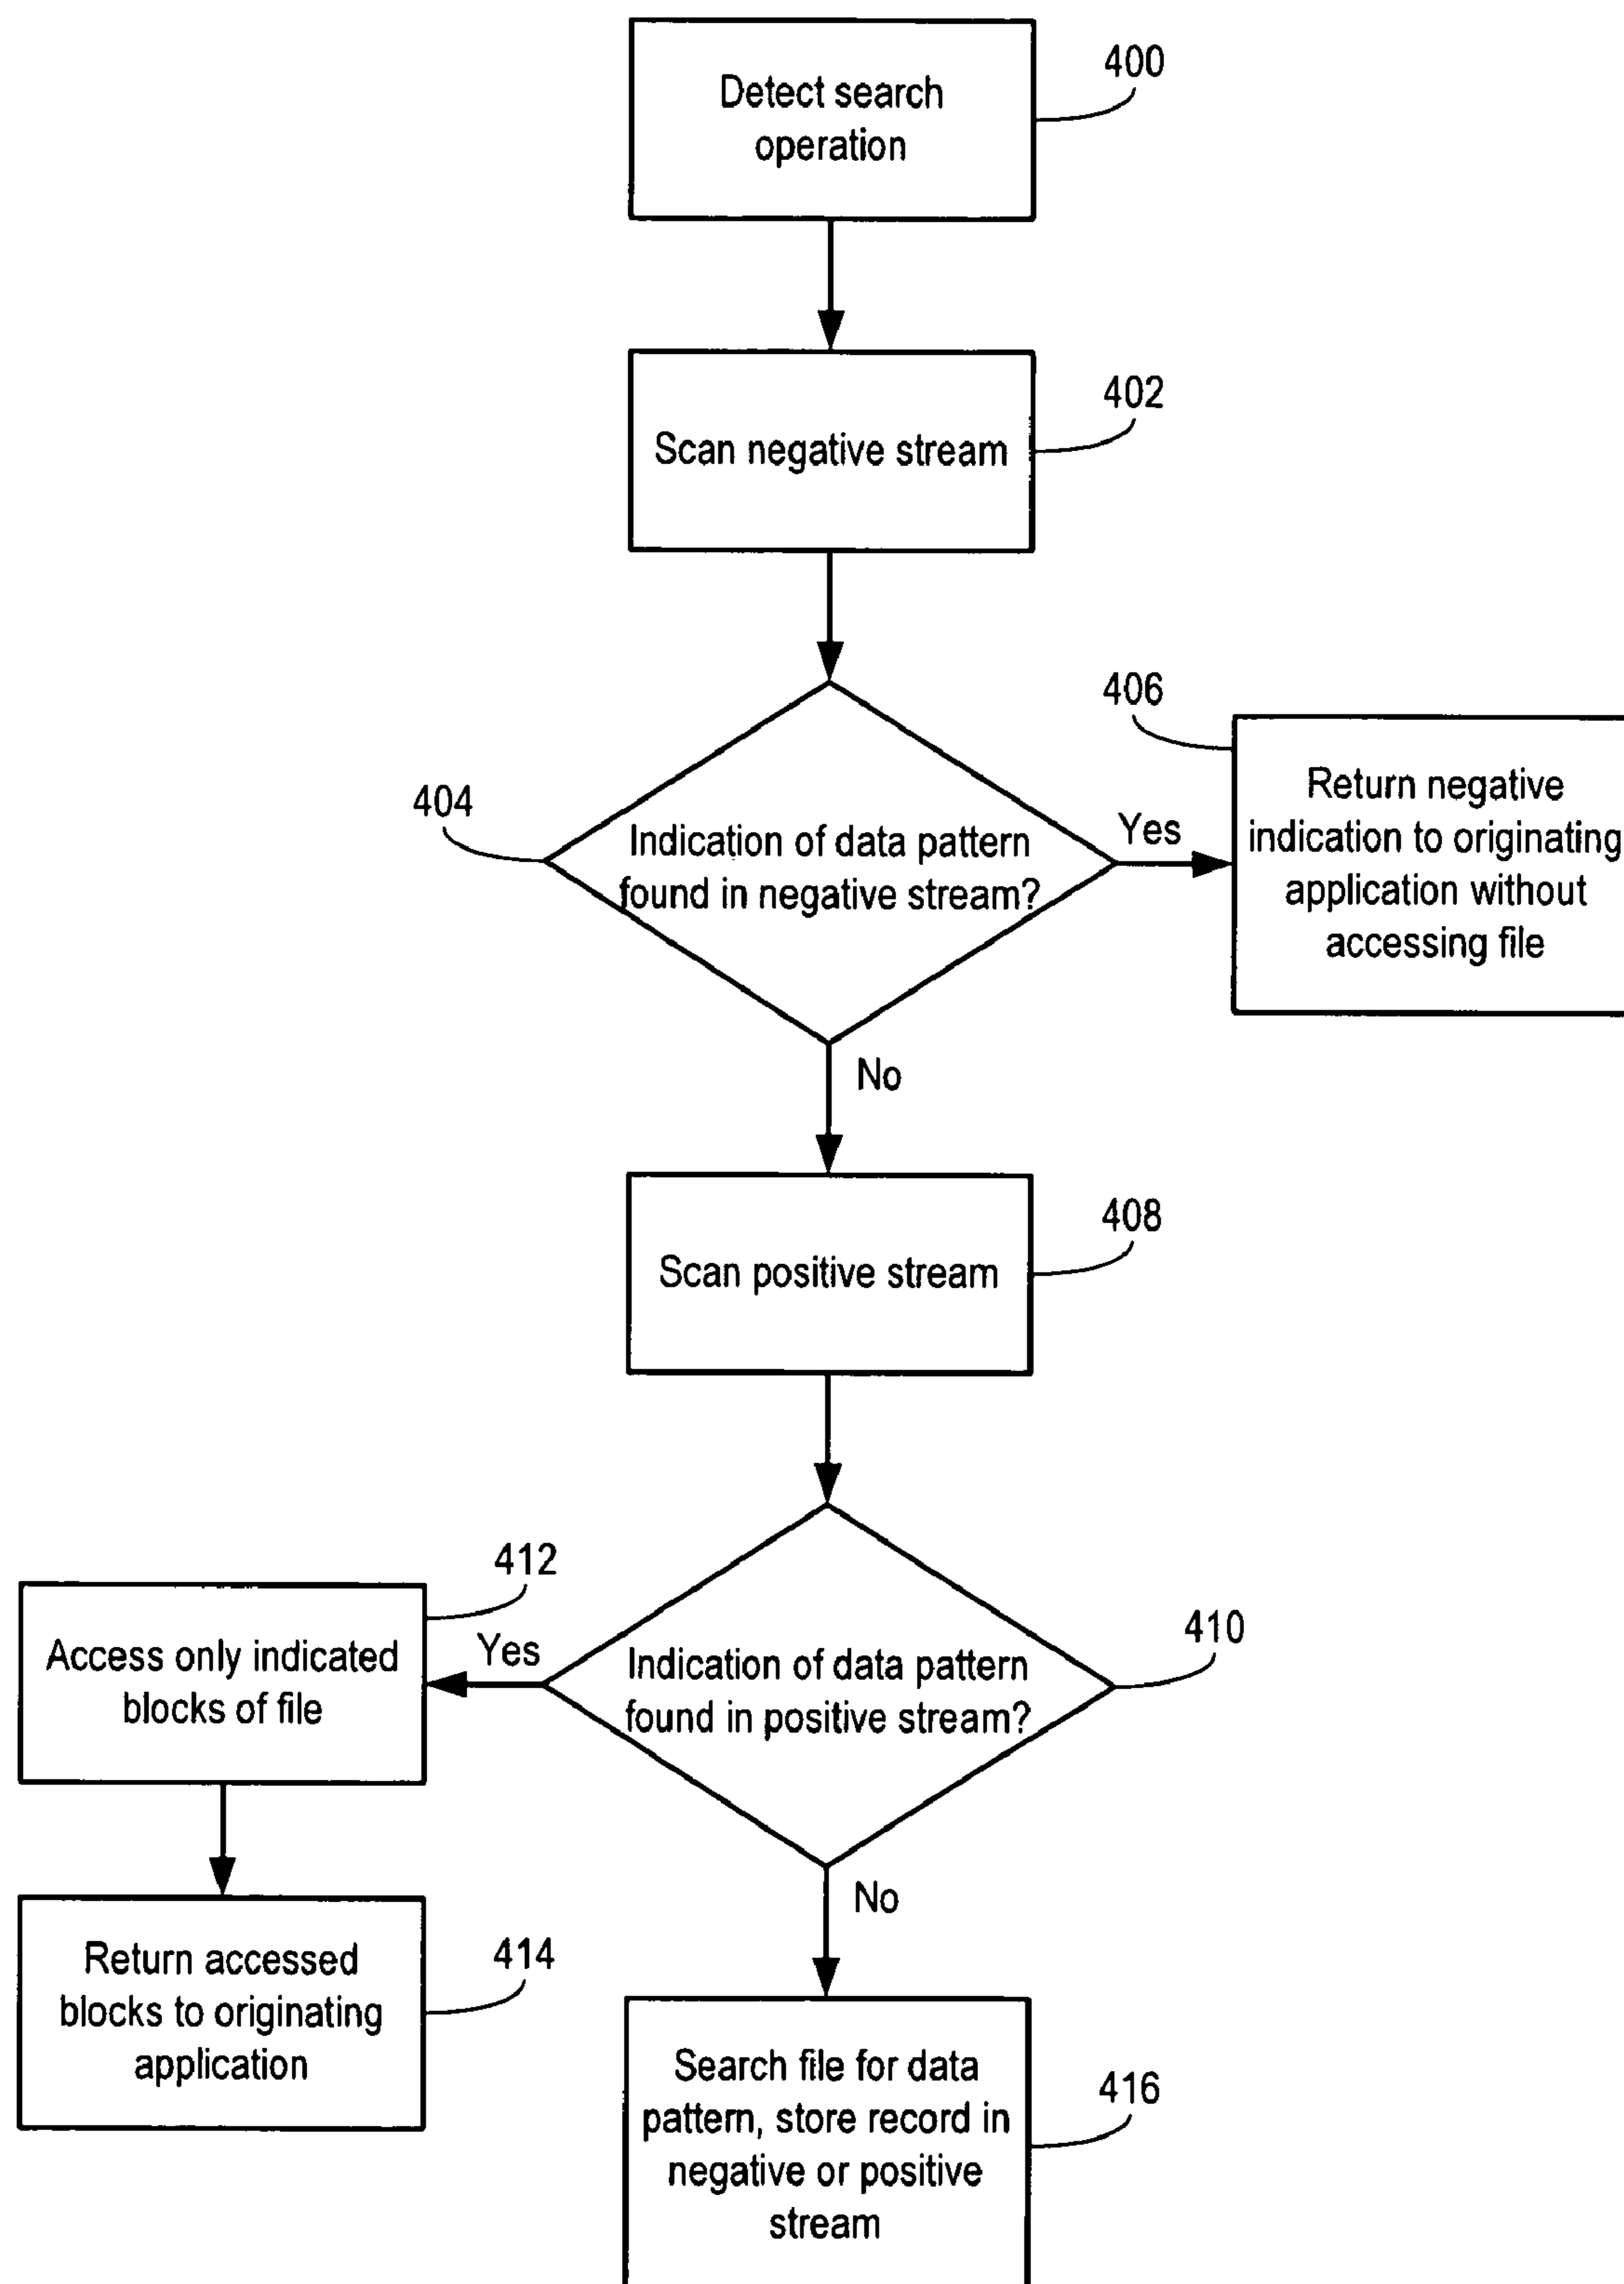 400
Detect search
operation
402
Scan negative stream
404
Indication of data pattern
found in negative stream?
Yes
406
Return negative
indication to originating
application without
accessing file
No
408
Scan positive stream
410
Indication of data pattern
found in positive stream?
Yes
412
Access only indicated
blocks of file
414
Return accessed
blocks to originating
application
No
416
Search file for data
pattern, store record in
negative or positive
stream